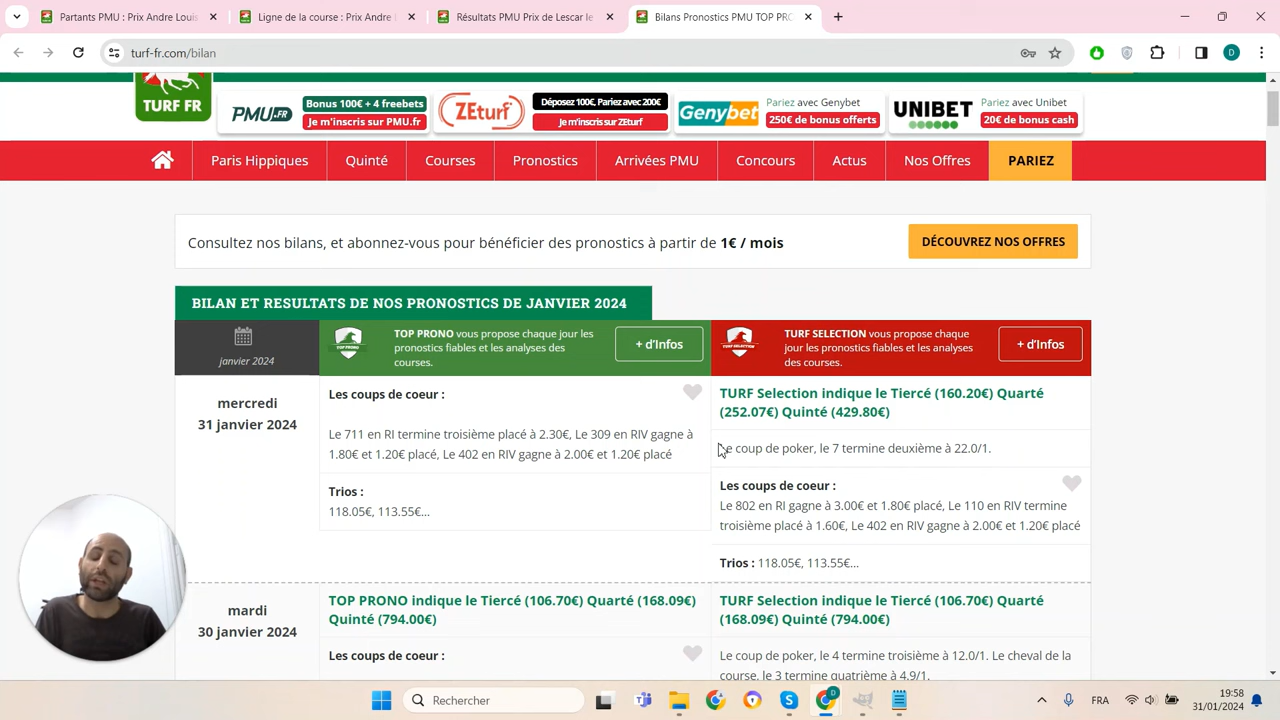 Partants PMU : Prix Andre Louis
Ligne de la course : Prix Andre
Résultats PMU Prix de Lescar le
Bilans Pronostics PMU TOP PRO
turf-fr.com/bilan
D
TURF FR
PMU.FR
Bonus 100€ + 4 freebets
Je m'inscris sur PMU.fr
ZEturf
Déposez 100€, Pariez avec 200€
Je m'inscris sur ZEturf
Genybet
Pariez avec Genybet
250€ de bonus offerts
UNIBET
Pariez avec Unibet
20€ de bonus cash
Paris Hippiques
Quinté
Courses
Pronostics
Arrivées PMU
Concours
Actus
Nos Offres
PARIEZ
Consultez nos bilans, et abonnez-vous pour bénéficier des pronostics à partir de 1€ / mois
DÉCOUVREZ NOS OFFRES
BILAN ET RESULTATS DE NOS PRONOSTICS DE JANVIER 2024
janvier 2024
TOP PRONO
TOP PRONO vous propose chaque jour les
pronostics fiables et les analyses des
courses.
+ d'Infos
TURF SELECTION
TURF SELECTION vous propose chaque
jour les pronostics fiables et les analyses
des courses.
+ d'Infos
mercredi
31 janvier 2024
Les coups de coeur :
Le 711 en RI termine troisième placé à 2.30€, Le 309 en RIV gagne à
1.80€ et 1.20€ placé, Le 402 en RIV gagne à 2.00€ et 1.20€ placé
Trios :
118.05€, 113.55€...
TURF Selection indique le Tiercé (160.20€) Quarté
(252.07€) Quinté (429.80€)
Le coup de poker, le 7 termine deuxième à 22.0/1.
Les coups de coeur :
Le 802 en RI gagne à 3.00€ et 1.80€ placé, Le 110 en RIV termine
troisième placé à 1.60€, Le 402 en RIV gagne à 2.00€ et 1.20€ placé
Trios : 118.05€, 113.55€...
mardi
30 janvier 2024
TOP PRONO indique le Tiercé (106.70€) Quarté (168.09€)
Quinté (794.00€)
Les coups de coeur :
TURF Selection indique le Tiercé (106.70€) Quarté
(168.09€) Quinté (794.00€)
Le coup de poker, le 4 termine troisième à 12.0/1. Le cheval de la
course, le 3 termine quatrième à 4.9/1.
Rechercher
D
FRA
19:58
31/01/2024